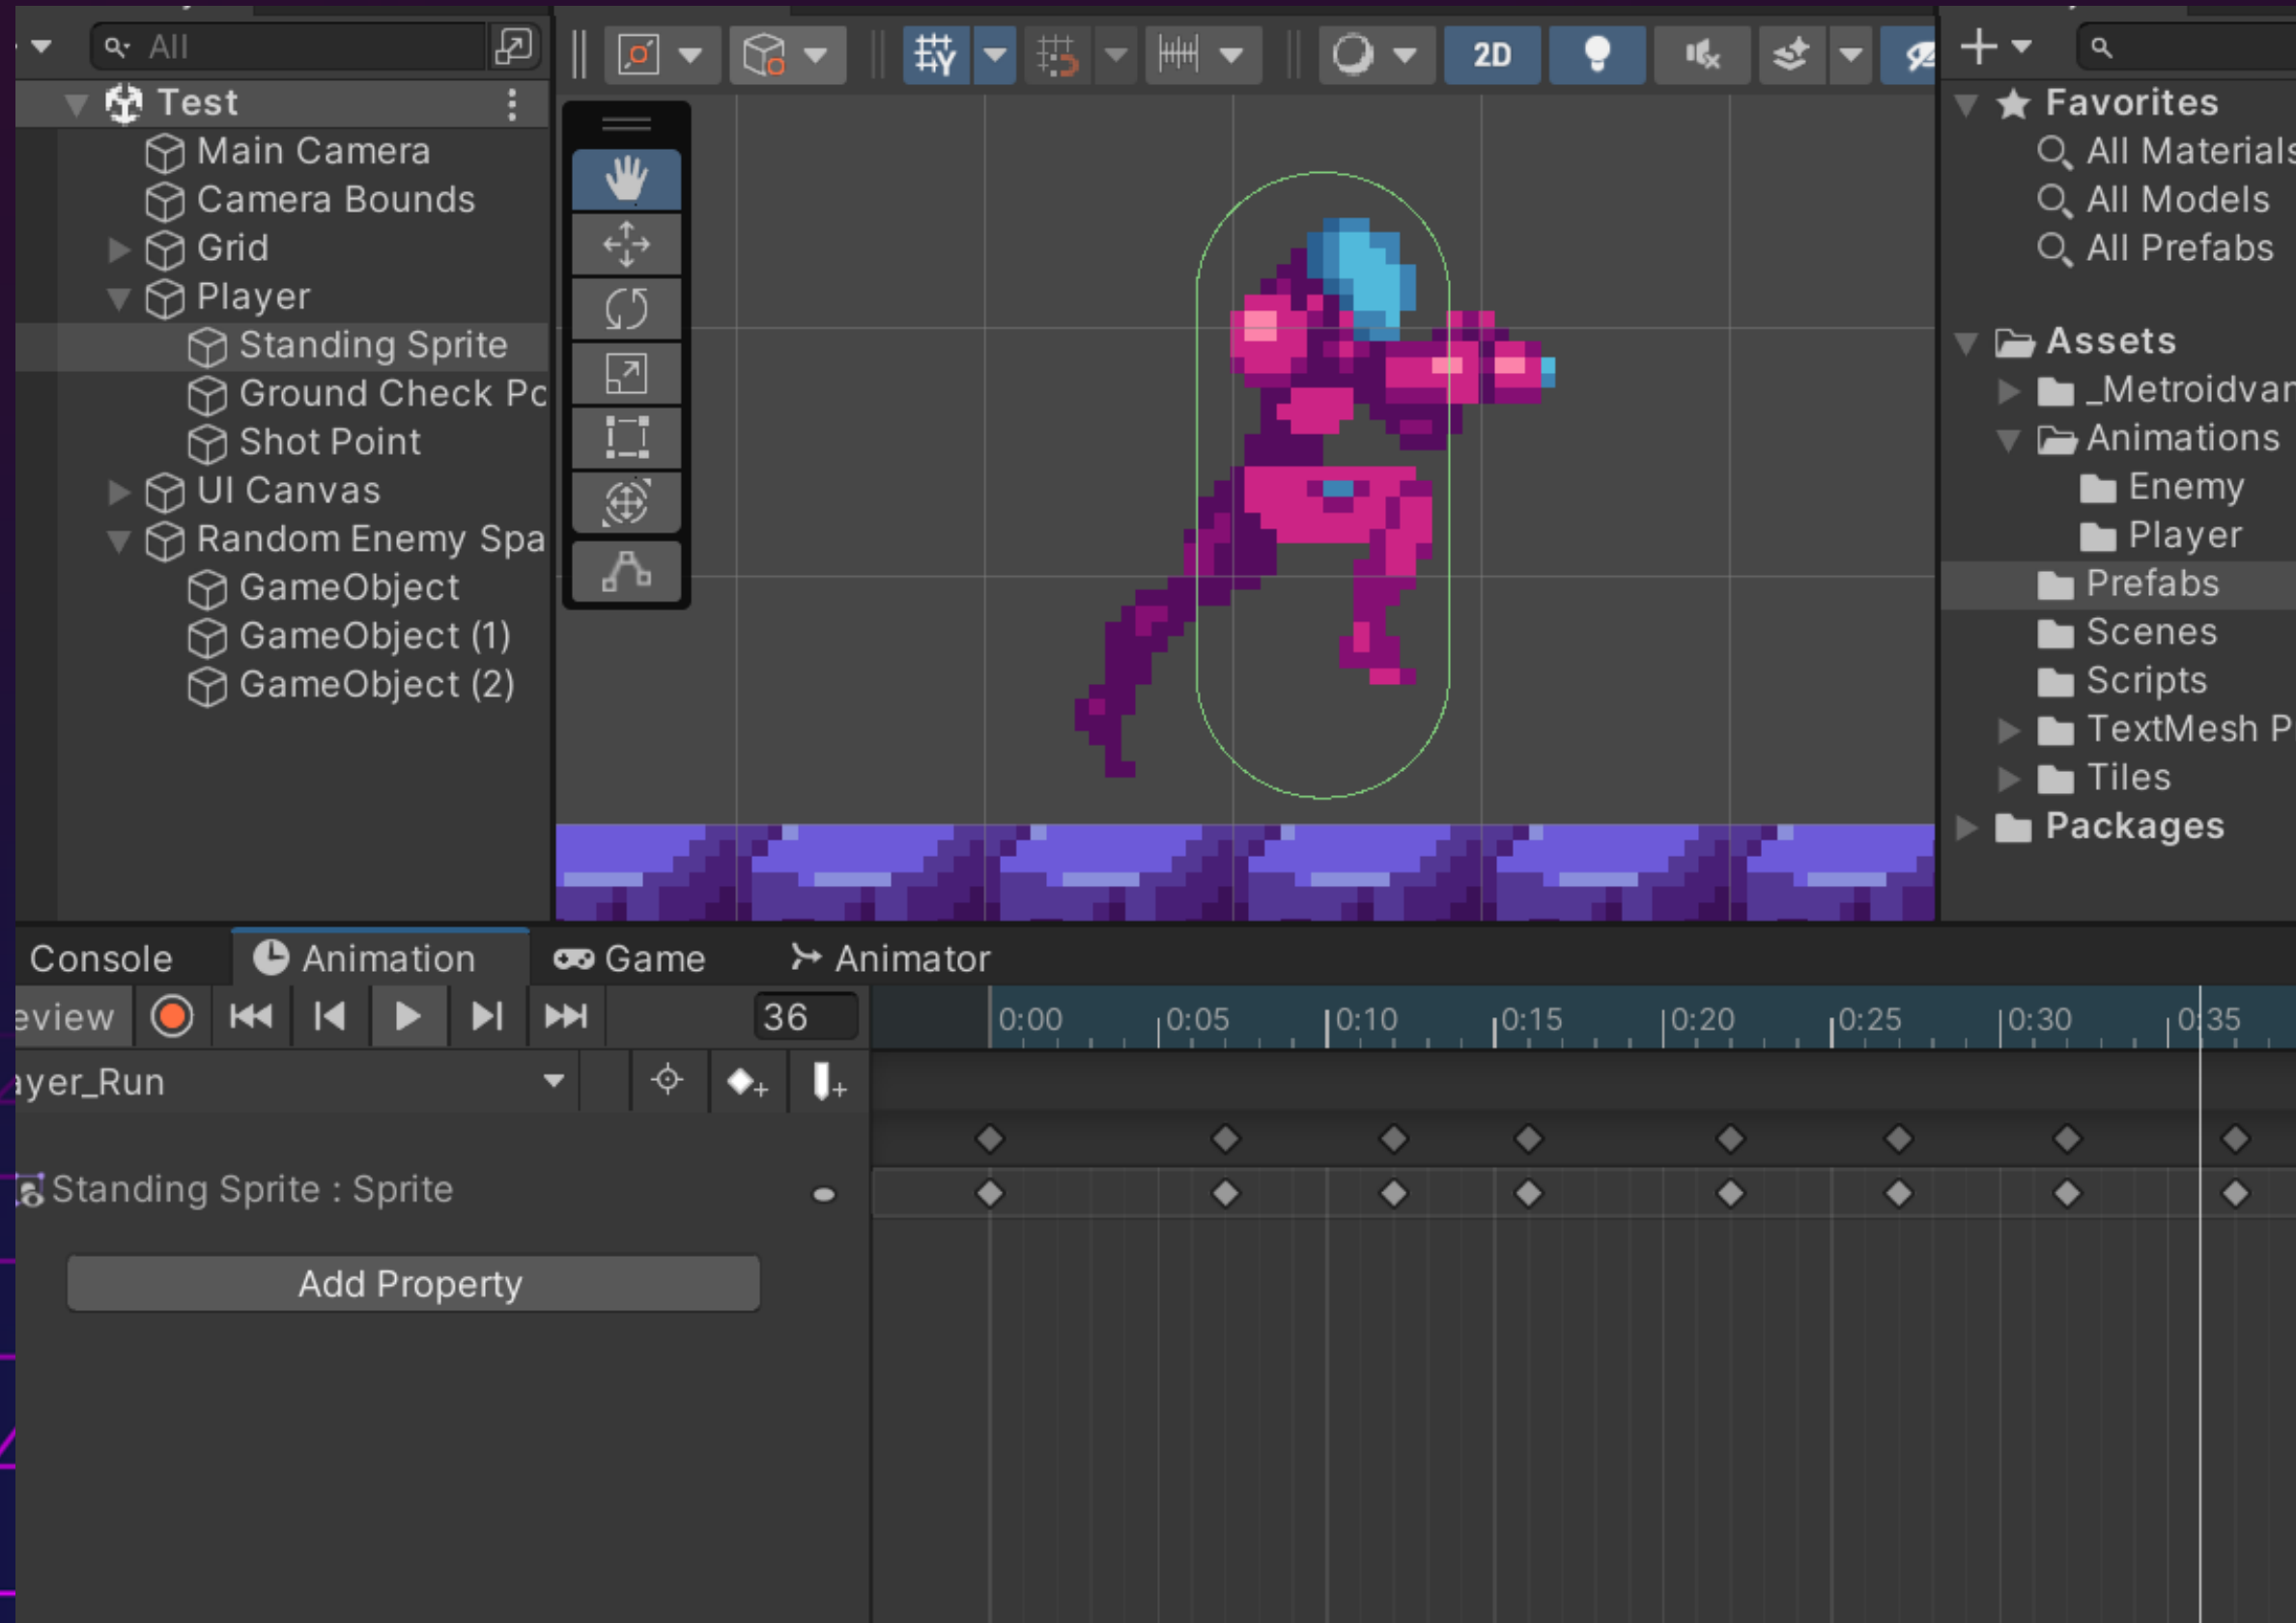 All
Test
Main Camera
Camera Bounds
Grid
Player
Standing Sprite
Ground Check Po
Shot Point
UI Canvas
Random Enemy Spa
GameObject
GameObject (1)
GameObject (2)
2D
Favorites
All Materials
All Models
All Prefabs
Assets
_Metroidvan
Animations
Enemy
Player
Prefabs
Scenes
Scripts
TextMesh P
Tiles
Packages
Console Animation Game Animator
eview 36 0:00 0:05 0:10 0:15 0:20 0:25 0:30 0:35
ayer_Run
Standing Sprite : Sprite
Add Property